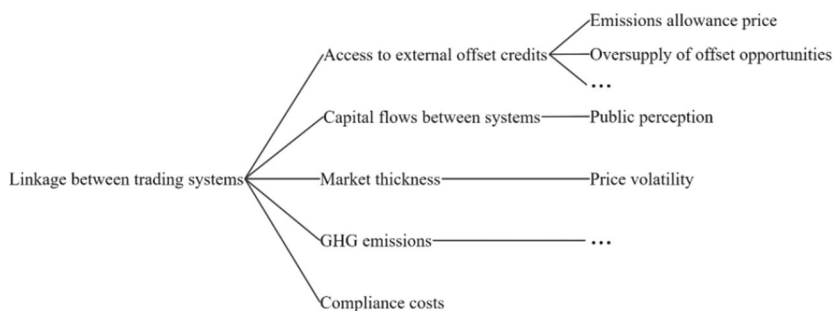 Emissions allowance price
Access to external offset credits
Oversupply of offset opportunities
...
Capital flows between systems
Public perception
Linkage between trading systems
Market thickness
Price volatility
GHG emissions
...
Compliance costs